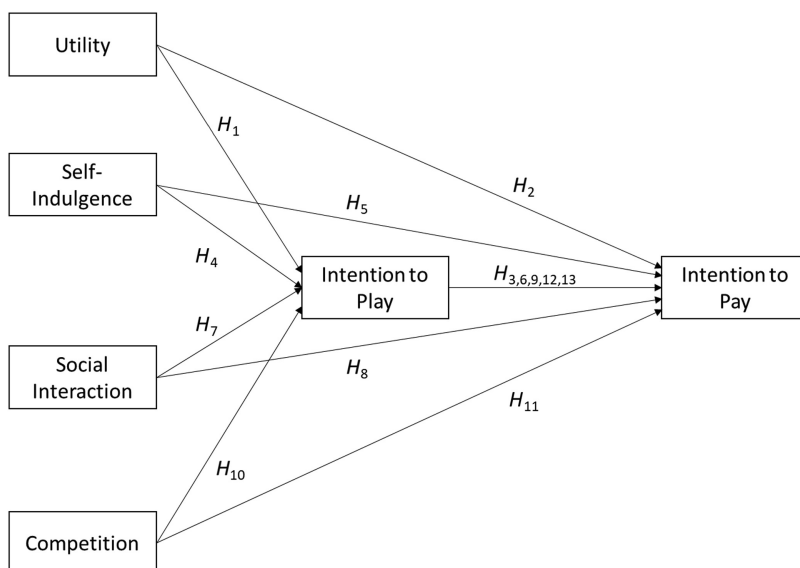 Utility
H1
H2
Self-
Indulgence
H5
H4
Intention to
Play
H3,6,9,12,13
Intention to
Pay
H7
Social
Interaction
H8
H11
H10
Competition